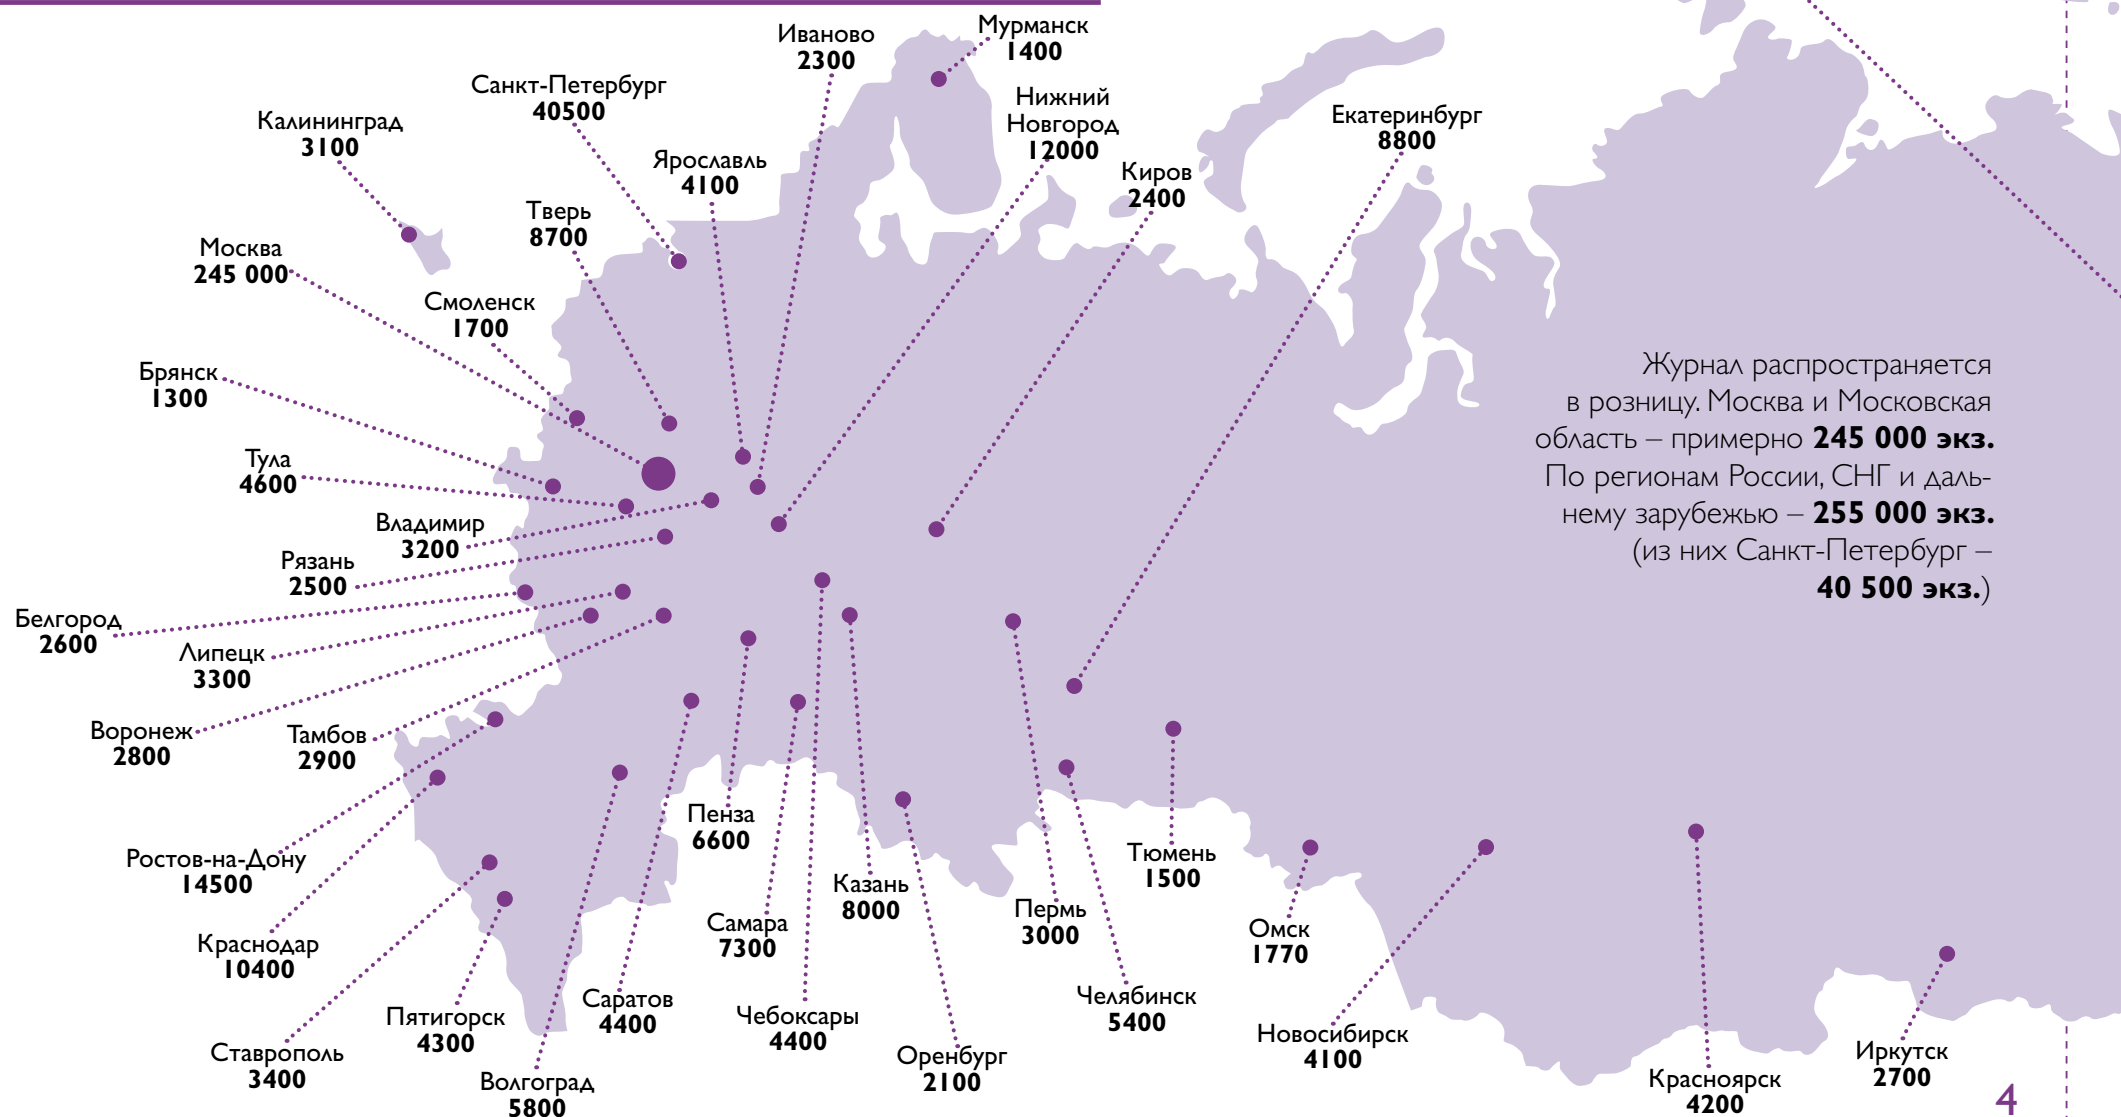 Иваново
2300
Мурманск
1400
Санкт-Петербург
40500
Нижний
Новгород
12000
Екатеринбург
8800
Калининград
3100
Ярославль
4100
Киров
2400
Тверь
8700
Москва
245 000
Смоленск
1700
Брянск
1300
Тула
4600
Владимир
3200
Рязань
2500
Белгород
2600
Липецк
3300
Воронеж
2800
Тамбов
2900
Журнал распространяется
в розницу. Москва и Московская
область – примерно 245 000 экз.
По регионам России, СНГ и даль-
нему зарубежью – 255 000 экз.
(из них Санкт-Петербург –
40 500 экз.)
Ростов-на-Дону
14500
Краснодар
10400
Ставрополь
3400
Пятигорск
4300
Волгоград
5800
Саратов
4400
Пенза
6600
Самара
7300
Чебоксары
4400
Казань
8000
Оренбург
2100
Пермь
3000
Челябинск
5400
Тюмень
1500
Омск
1770
Новосибирск
4100
Красноярск
4200
Иркутск
2700
4